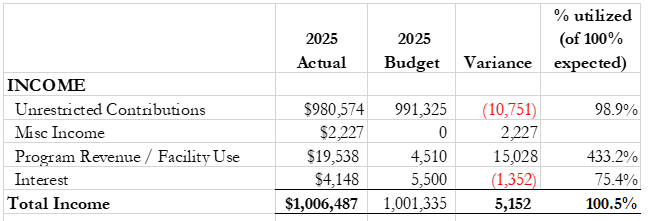 % utilized
2025 2025 (of 100%
Actual Budget Variance expected)
INCOME
Unrestricted Contributions $980,574 991,325 (10,751) 98.9%
Misc Income $2,227 0 2,227
Program Revenue / Facility Use $19,538 4,510 15,028 433.2%
Interest $4,148 5,500 (1,352) 75.4%
Total Income $1,006,487 1,001,335 5,152 100.5%